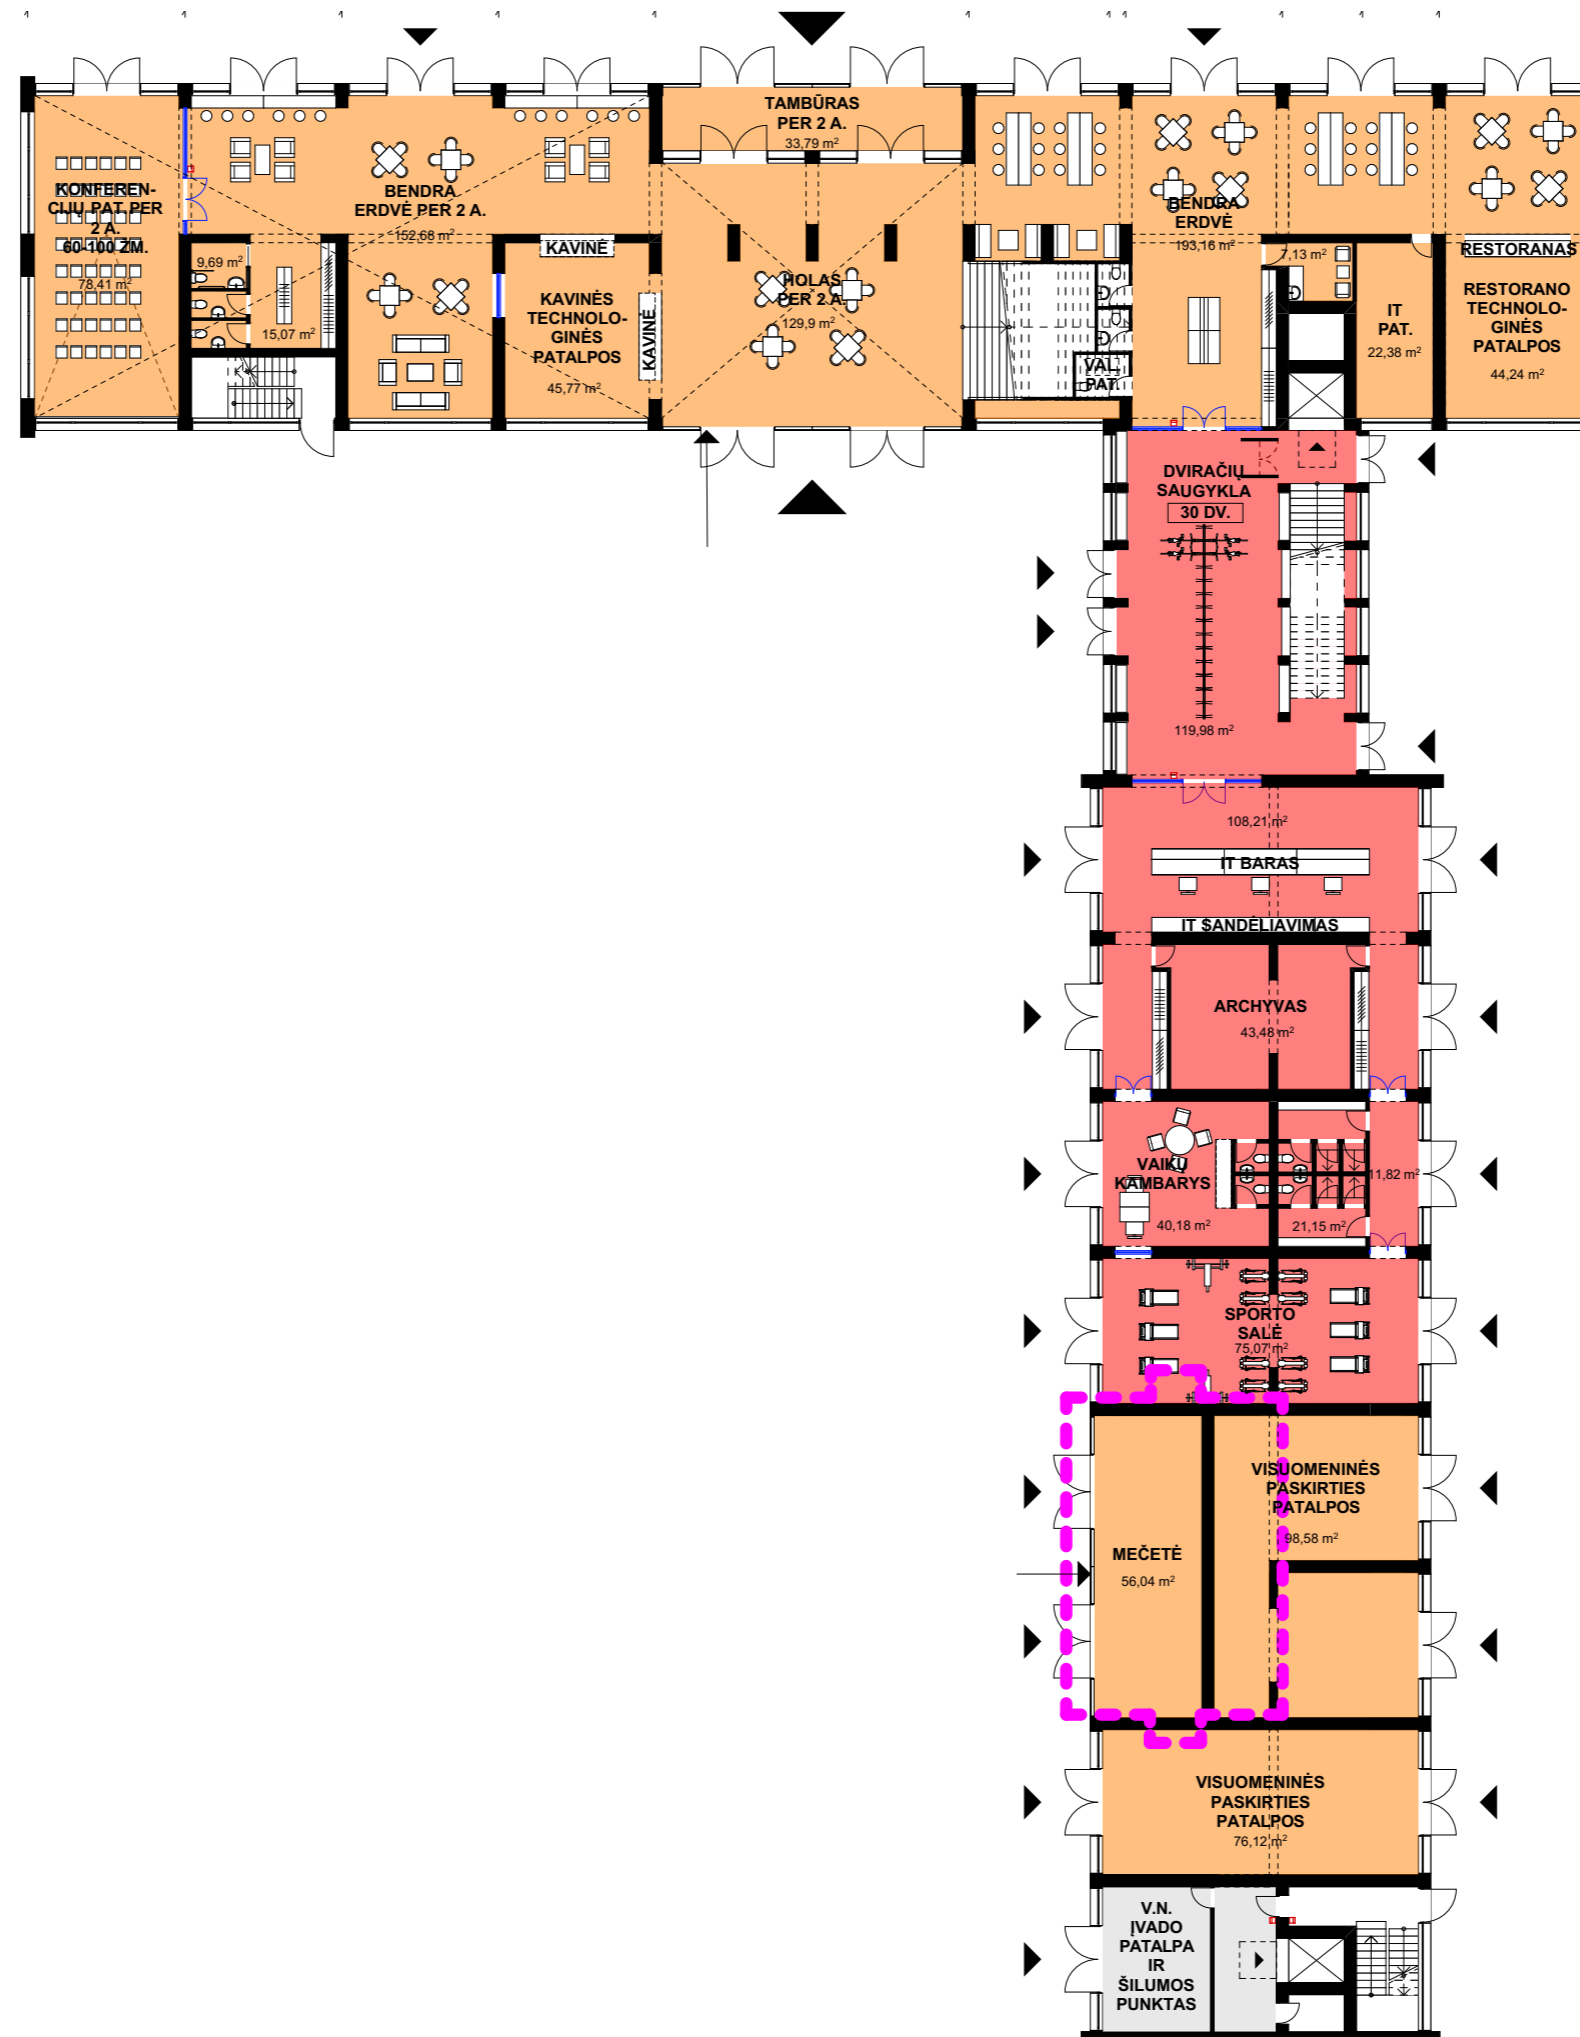 TAMBŪRAS
PER 2 A.
33,79 m²
KONFEREN-
CIJŲ PAT. PER
2 A.
60-100 ŽM.
78,41 m²
BENDRA
ERDVĖ PER 2 A.
152,68 m²
9,69 m²
15,07 m²
KAVINĖ
KAVINĖS
TECHNOLO-
GINĖS
PATALPOS
45,77 m²
KAVINĖ
HOLAS
PER 2 A.
129,9 m²
VAL.
PAT.
BENDRA
ERDVĖ
193,16 m²
7,13 m²
IT
PAT.
22,38 m²
RESTORANAS
RESTORANO
TECHNOLO-
GINĖS
PATALPOS
44,24 m²
DVIRAČIŲ
SAUGYKLA
30 DV.
119,98 m²
108,21 m²
IT BARAS
IT SANDĖLIAVIMAS
ARCHYVAS
43,48 m²
VAIKŲ
KAMBARYS
40,18 m²
21,15 m²
11,82 m²
SPORTO
SALĖ
75,07 m²
VISUOMENINĖS
PASKIRTIES
PATALPOS
98,58 m²
MEČETĖ
56,04 m²
VISUOMENINĖS
PASKIRTIES
PATALPOS
76,12 m²
V.N.
ĮVADO
PATALPA
IR
ŠILUMOS
PUNKTAS